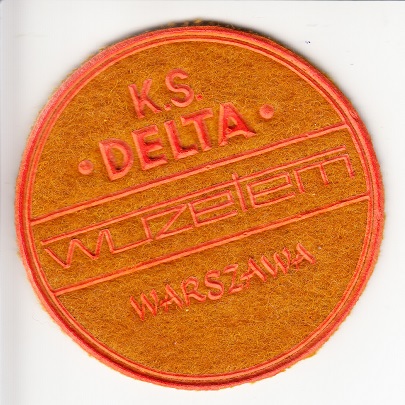 K.S.
• DELTA •
wuzetem
WARSZAWA